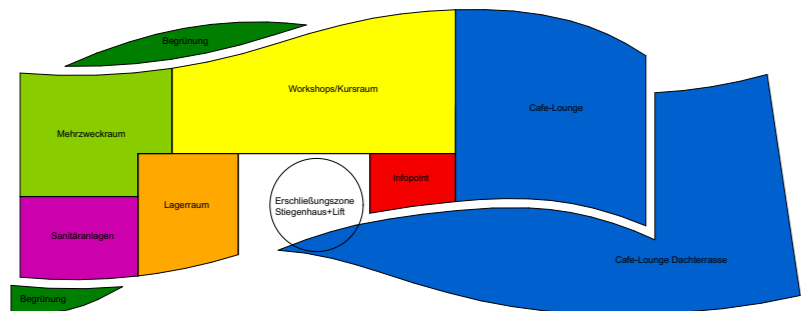 Begrünung
Workshops/Kursraum
Cafe-Lounge
Mehrzweckraum
Infopoint
Lagerraum
Erschließungszone
Stiegenhaus+Lift
Sanitäranlagen
Cafe-Lounge Dachterrasse
Begrünung